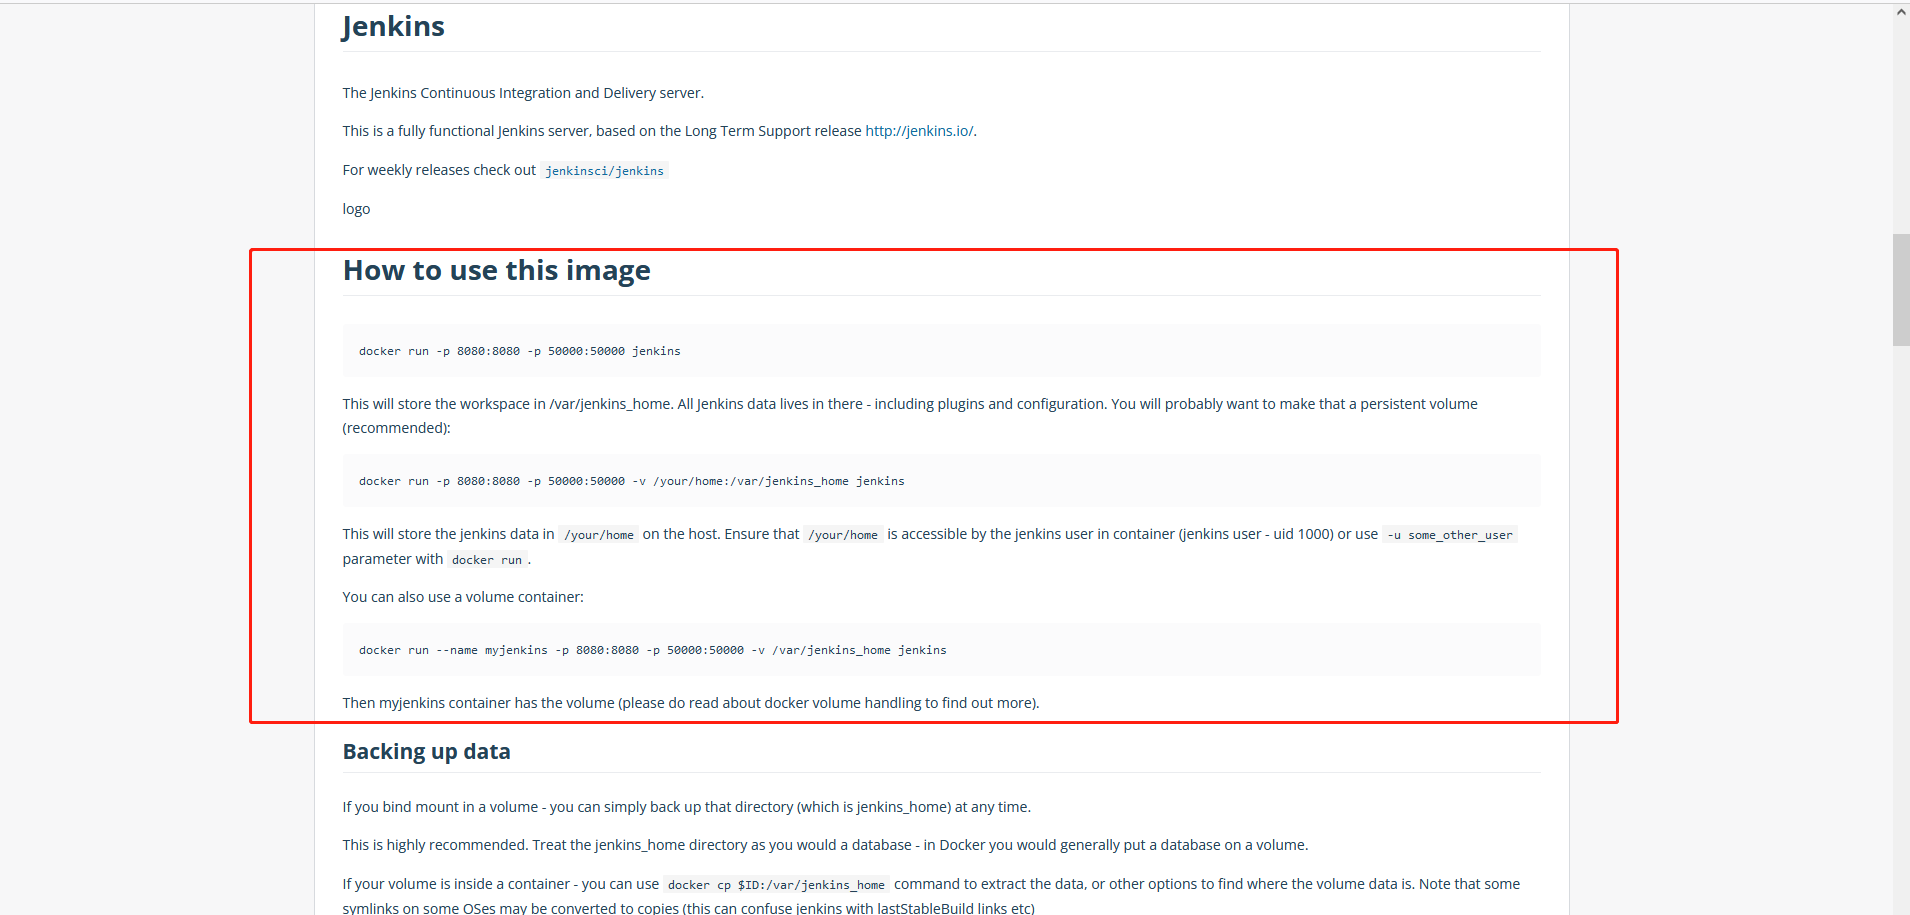 Jenkins
The Jenkins Continuous Integration and Delivery server.
This is a fully functional Jenkins server, based on the Long Term Support release http://jenkins.io/.
For weekly releases check out jenkinsci/jenkins
logo
How to use this image
docker run -p 8080:8080 -p 50000:50000 jenkins
This will store the workspace in /var/jenkins_home. All Jenkins data lives in there - including plugins and configuration. You will probably want to make that a persistent volume
(recommended):
docker run -p 8080:8080 -p 50000:50000 -v /your/home:/var/jenkins_home jenkins
This will store the jenkins data in /your/home on the host. Ensure that /your/home is accessible by the jenkins user in container (jenkins user - uid 1000) or use -u some_other_user
parameter with docker run.
You can also use a volume container:
docker run --name myjenkins -p 8080:8080 -p 50000:50000 -v /var/jenkins_home jenkins
Then myjenkins container has the volume (please do read about docker volume handling to find out more).
Backing up data
If you bind mount in a volume - you can simply back up that directory (which is jenkins_home) at any time.
This is highly recommended. Treat the jenkins_home directory as you would a database - in Docker you would generally put a database on a volume.
If your volume is inside a container - you can use docker cp $ID:/var/jenkins_home command to extract the data, or other options to find where the volume data is. Note that some
symlinks on some OSes may be converted to copies (this can confuse jenkins with lastStableBuild links etc)